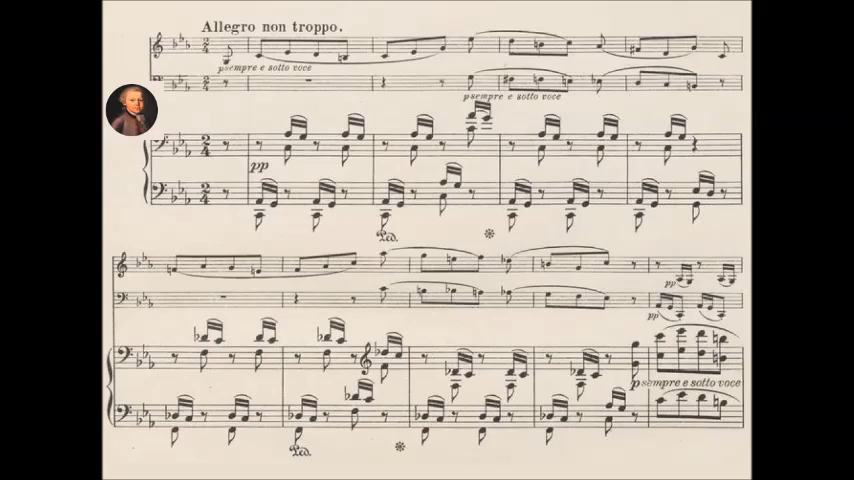 Allegro non troppo.
p sempre e sotto voce
p sempre e sotto voce
pp
Ped.
pp
pp
p sempre e sotto voce
Ped.